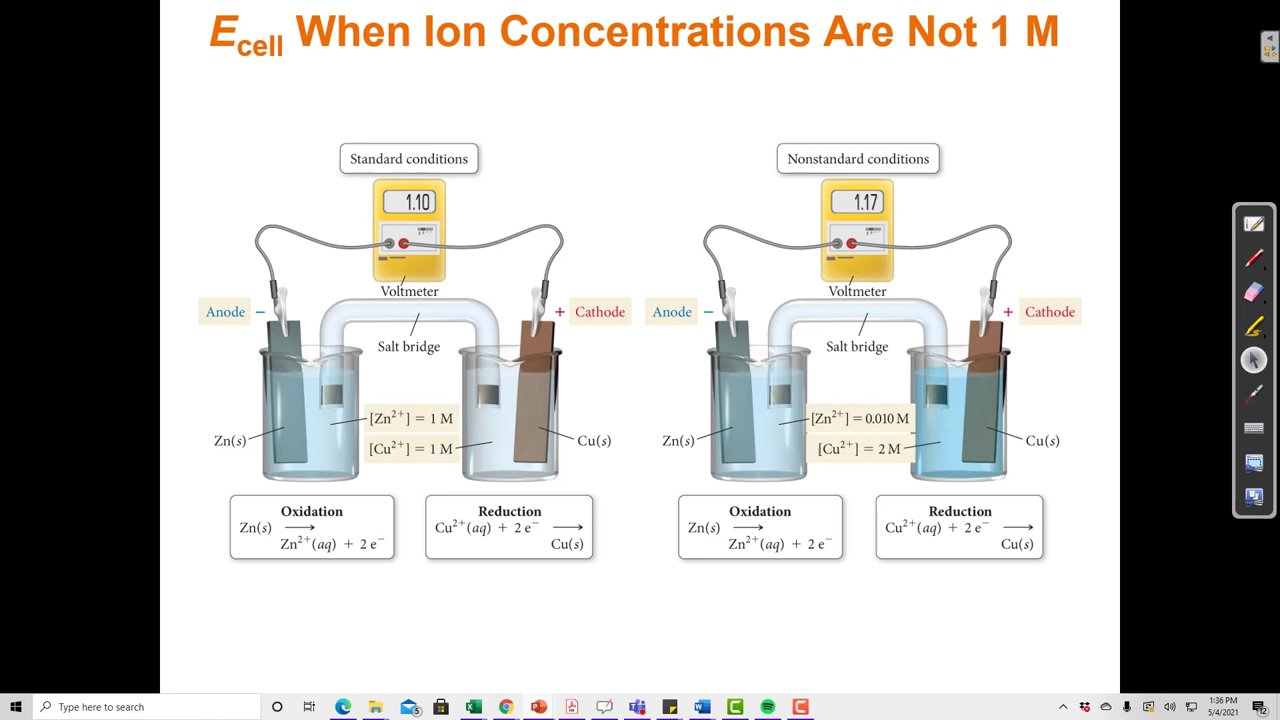 E_cell When Ion Concentrations Are Not 1 M
Standard conditions
1.10
Voltmeter
Anode −
+ Cathode
Salt bridge
[Zn²⁺] = 1 M
[Cu²⁺] = 1 M
Zn(s)
Cu(s)
Oxidation
Zn(s) ⟶
Zn²⁺(aq) + 2 e⁻
Reduction
Cu²⁺(aq) + 2 e⁻ ⟶
Cu(s)
Nonstandard conditions
1.17
Voltmeter
Anode −
+ Cathode
Salt bridge
[Zn²⁺] = 0.010 M
[Cu²⁺] = 2 M
Zn(s)
Cu(s)
Oxidation
Zn(s) ⟶
Zn²⁺(aq) + 2 e⁻
Reduction
Cu²⁺(aq) + 2 e⁻ ⟶
Cu(s)
Type here to search
1:36 PM
5/4/2021